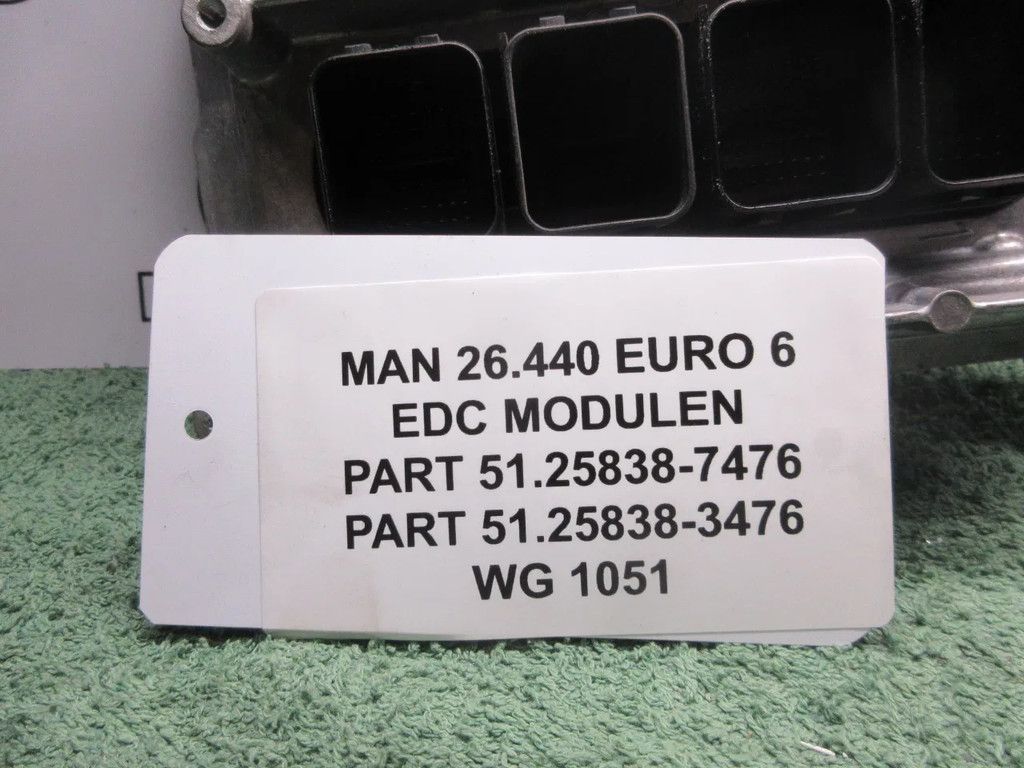 MAN 26.440 EURO 6
EDC MODULEN
PART 51.25838-7476
PART 51.25838-3476
WG 1051